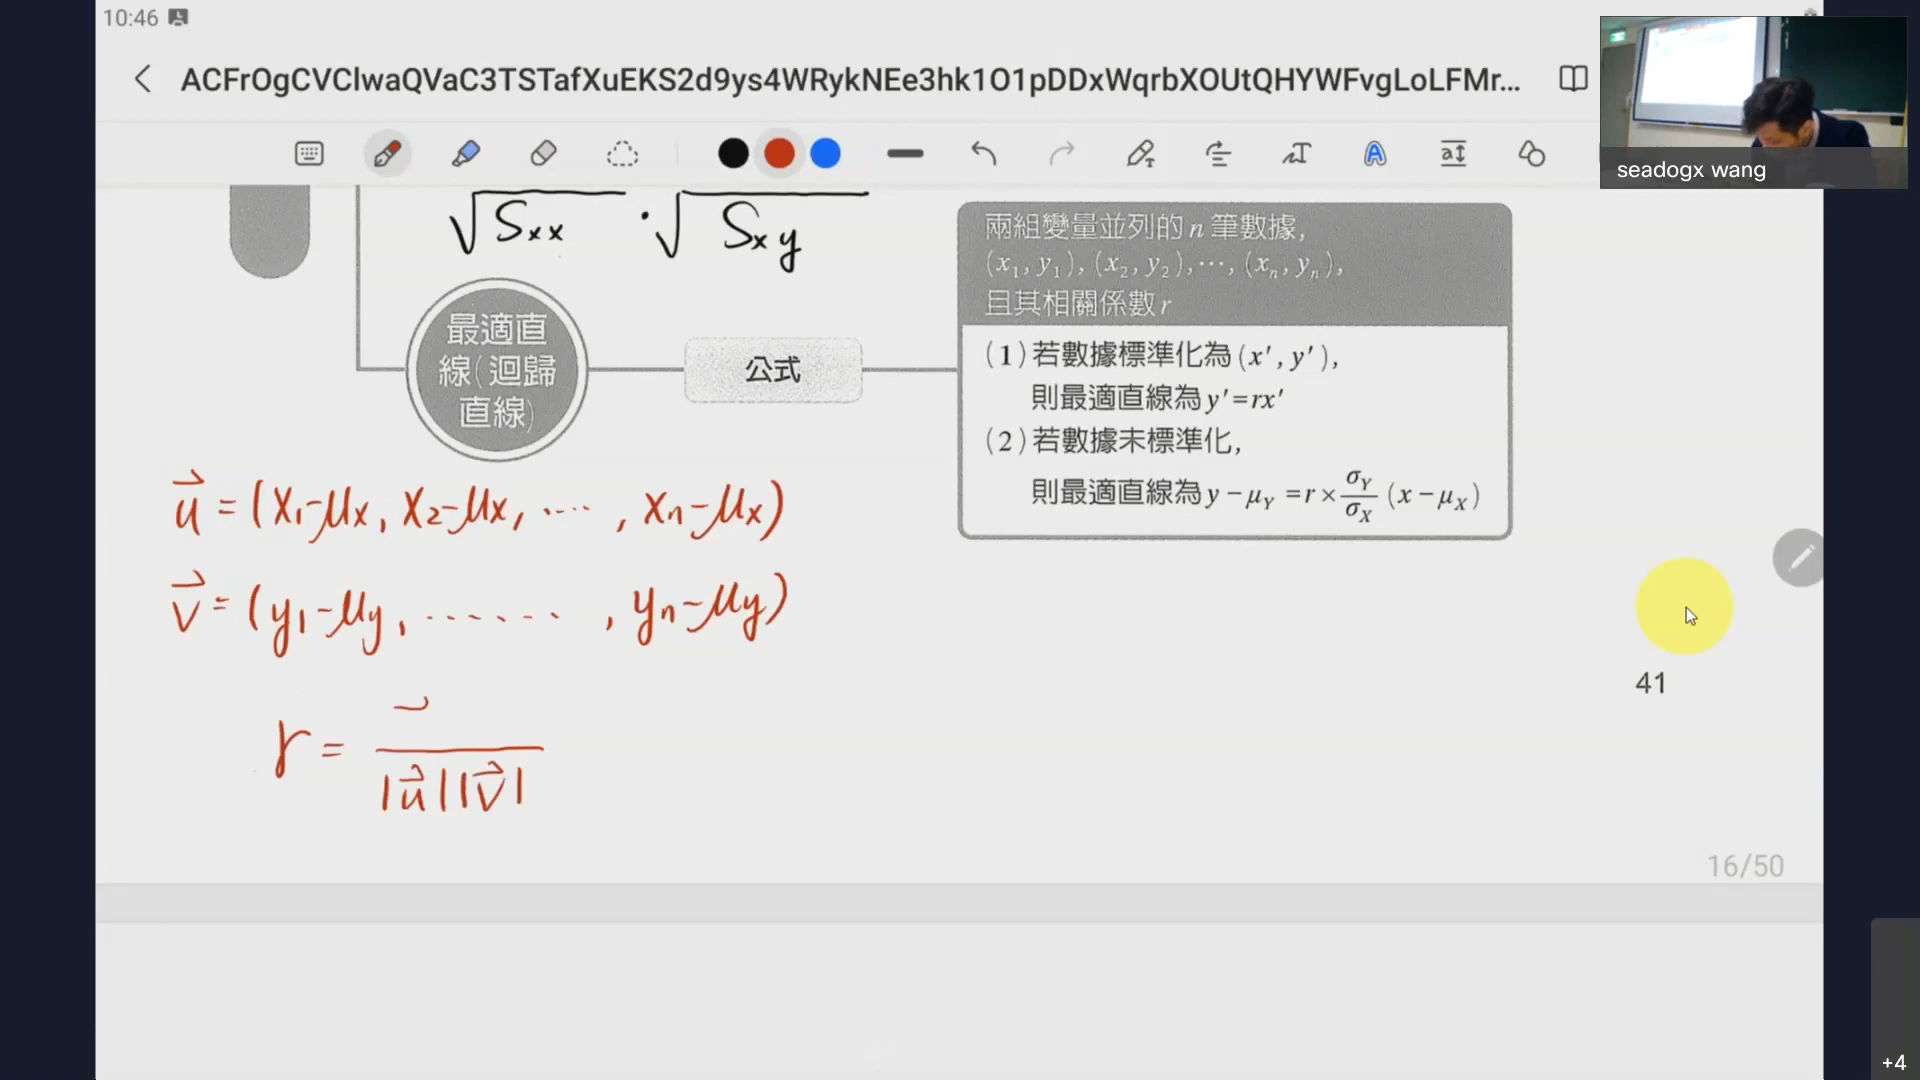 10:46
ACFrOgCVClwaQVaC3TSTafXuEKS2d9ys4WRykNEe3hk1O1pDDxWqrbXOUtQHYWFvgLoLFMr...
seadogx wang
√Sxx · √Sxy
兩組變量並列的 n 筆數據,
(x₁, y₁), (x₂, y₂), ⋯, (xₙ, yₙ),
且其相關係數 r
最適直
線(迴歸
直線)
公式
(1) 若數據標準化為 (x′, y′),
則最適直線為 y′=rx′
(2) 若數據未標準化,
則最適直線為 y−μ_Y =r×σ_Y/σ_X (x−μ_X)
u⃗ = (x₁-μx, x₂-μx, ····, xₙ-μx)
v⃗ = (y₁-μy, ·······, yₙ-μy)
r = ——— / |u⃗||v⃗|
41
16/50
+4